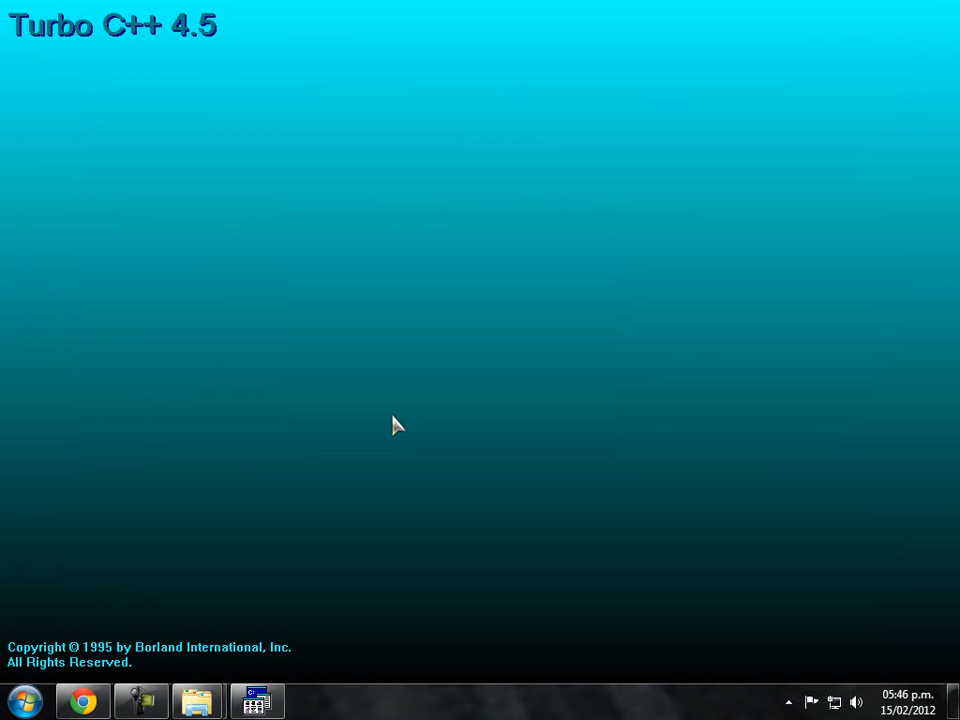 Turbo C++ 4.5
Copyright © 1995 by Borland International, Inc.
All Rights Reserved.
05:46 p.m.
15/02/2012